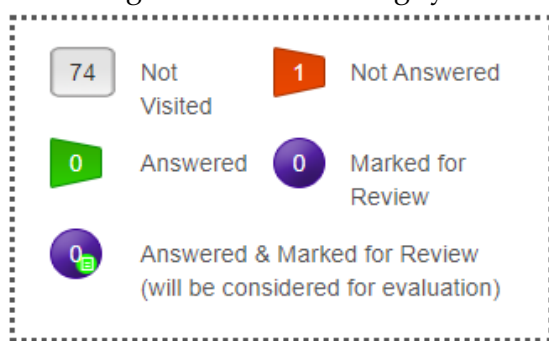 74 Not Visited
1 Not Answered
0 Answered
0 Marked for Review
0 Answered & Marked for Review
(will be considered for evaluation)